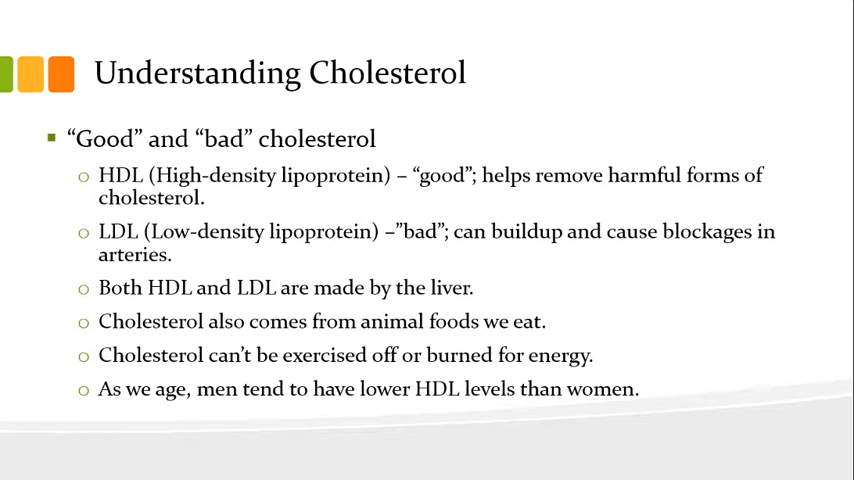 Understanding Cholesterol
▪ “Good” and “bad” cholesterol
o HDL (High-density lipoprotein) – “good”; helps remove harmful forms of
cholesterol.
o LDL (Low-density lipoprotein) –”bad”; can buildup and cause blockages in
arteries.
o Both HDL and LDL are made by the liver.
o Cholesterol also comes from animal foods we eat.
o Cholesterol can’t be exercised off or burned for energy.
o As we age, men tend to have lower HDL levels than women.